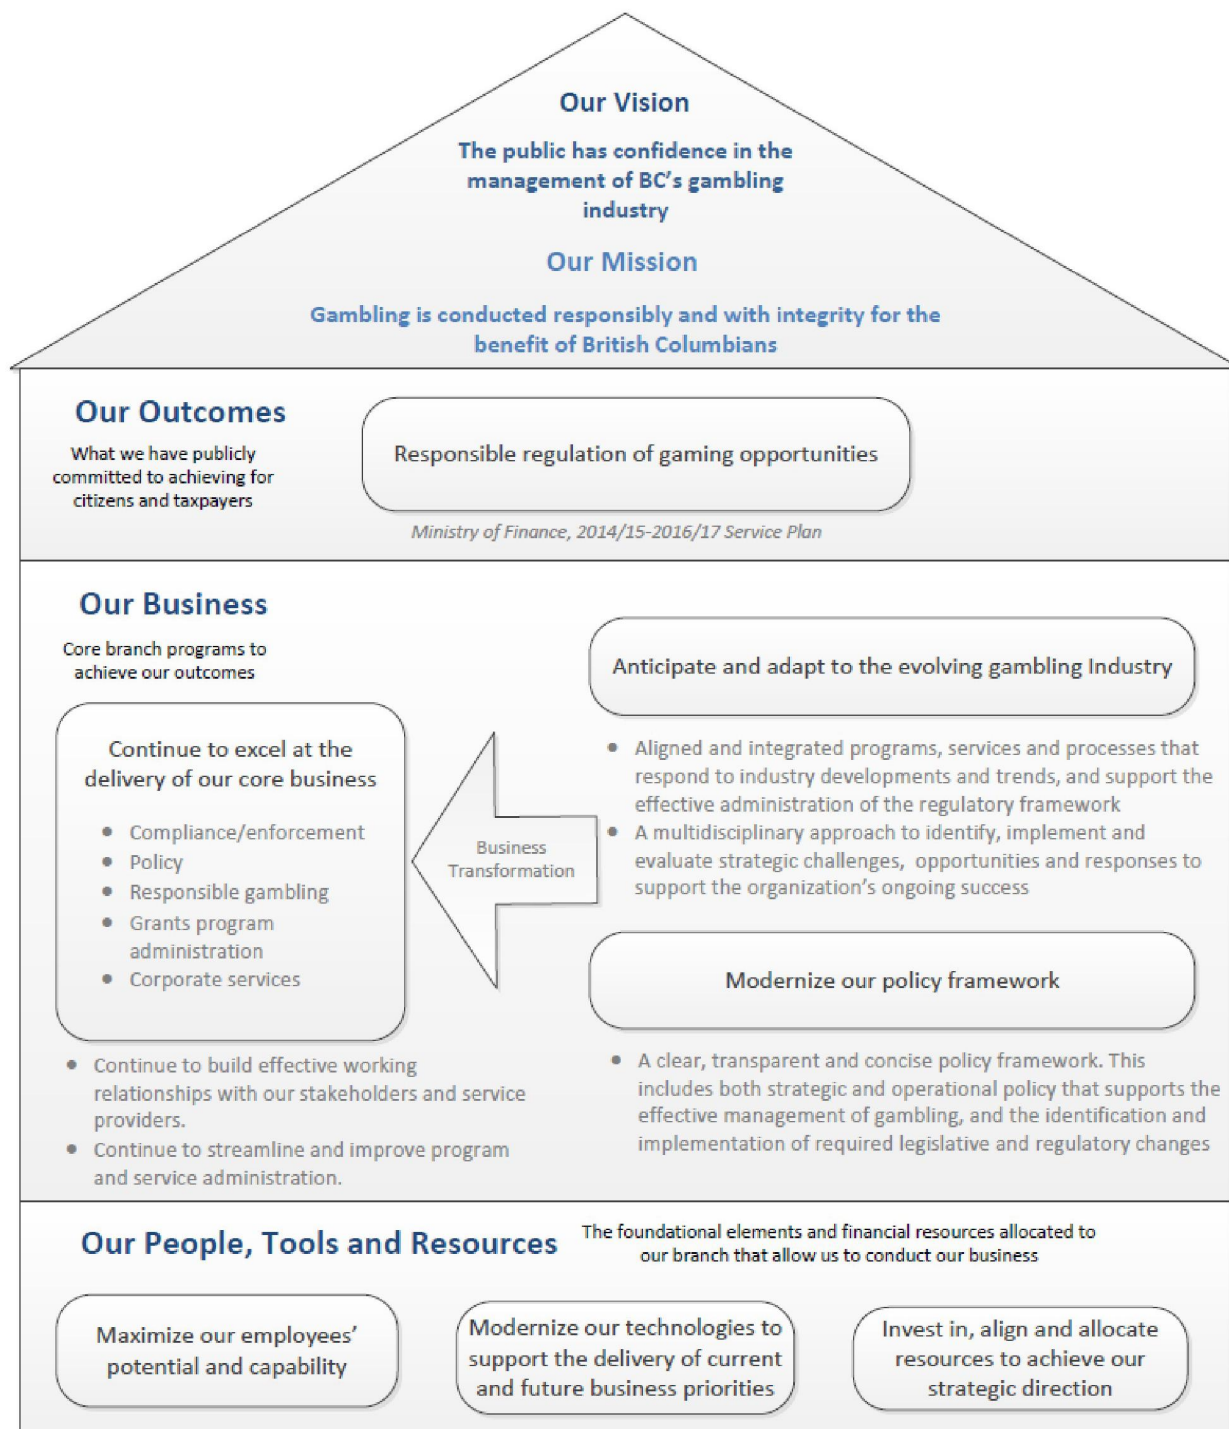 Our Vision
The public has confidence in the
management of BC's gambling
industry
Our Mission
Gambling is conducted responsibly and with integrity for the
benefit of British Columbians
Our Outcomes
What we have publicly
committed to achieving for
citizens and taxpayers
Responsible regulation of gaming opportunities
Ministry of Finance, 2014/15-2016/17 Service Plan
Our Business
Core branch programs to
achieve our outcomes
Continue to excel at the
delivery of our core business
• Compliance/enforcement
• Policy
• Responsible gambling
• Grants program
administration
• Corporate services
• Continue to build effective working
relationships with our stakeholders and service
providers.
• Continue to streamline and improve program
and service administration.
Business
Transformation
Anticipate and adapt to the evolving gambling Industry
• Aligned and integrated programs, services and processes that
respond to industry developments and trends, and support the
effective administration of the regulatory framework
• A multidisciplinary approach to identify, implement and
evaluate strategic challenges, opportunities and responses to
support the organization's ongoing success
Modernize our policy framework
• A clear, transparent and concise policy framework. This
includes both strategic and operational policy that supports the
effective management of gambling, and the identification and
implementation of required legislative and regulatory changes
Our People, Tools and Resources
The foundational elements and financial resources allocated to
our branch that allow us to conduct our business
Maximize our employees'
potential and capability
Modernize our technologies to
support the delivery of current
and future business priorities
Invest in, align and allocate
resources to achieve our
strategic direction